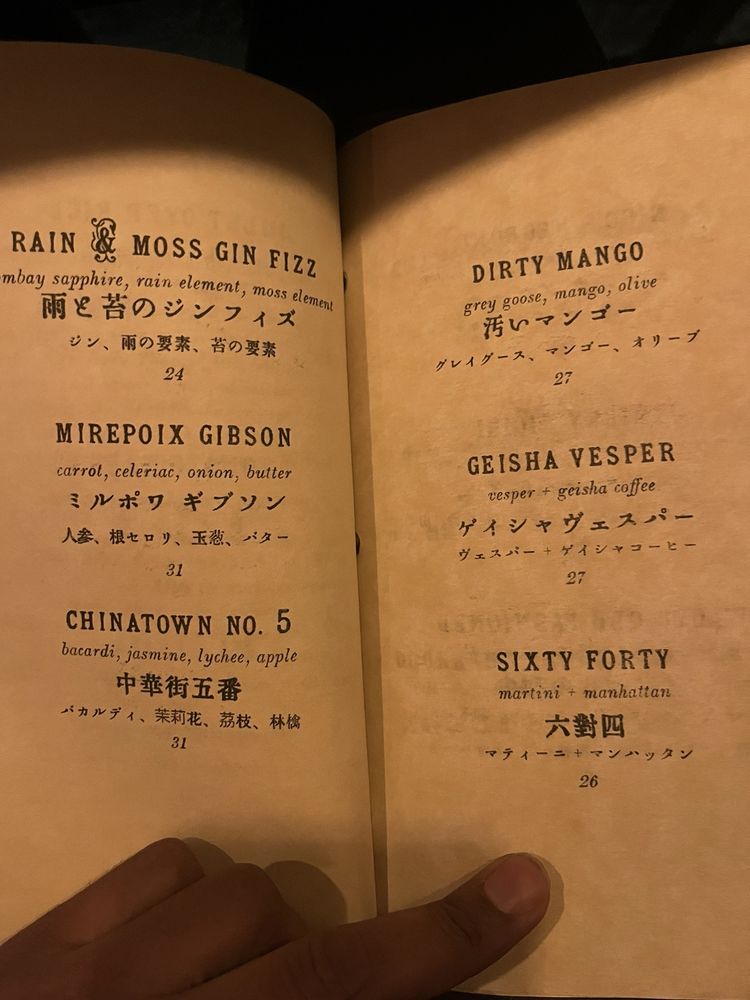 RAIN & MOSS GIN FIZZ
sapphire, rain element, moss element
雨と苔のジンフィズ
ジン、雨の要素、苔の要素
24
MIREPOIX GIBSON
carrot, celeriac, onion, butter
ミルポワ ギブソン
人参、根セロリ、玉葱、バター
31
CHINATOWN NO. 5
bacardi, jasmine, lychee, apple
中華街五番
バカルディ、茉莉花、荔枝、林檎
31
DIRTY MANGO
grey goose, mango, olive
汚いマンゴー
グレイグース、マンゴー、オリーブ
27
GEISHA VESPER
vesper + geisha coffee
ゲイシャヴェスパー
ヴェスパー + ゲイシャコーヒー
27
SIXTY FORTY
martini + manhattan
六對四
マティーニ + マンハッタン
26